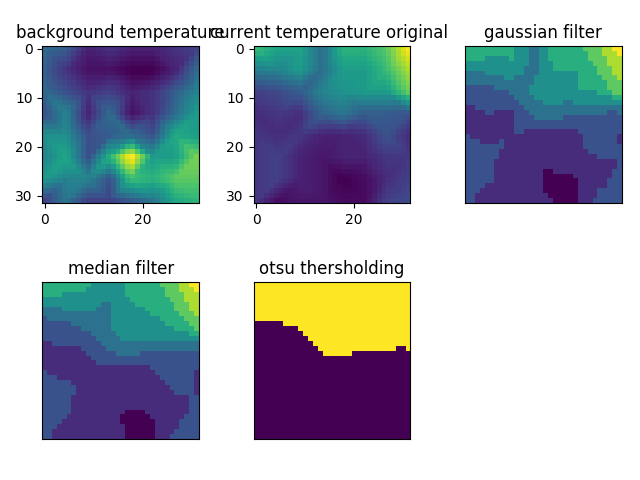 background temperature
current temperature original
gaussian filter
0
10
20
30
0
20
0
10
20
30
0
20
median filter
otsu thersholding